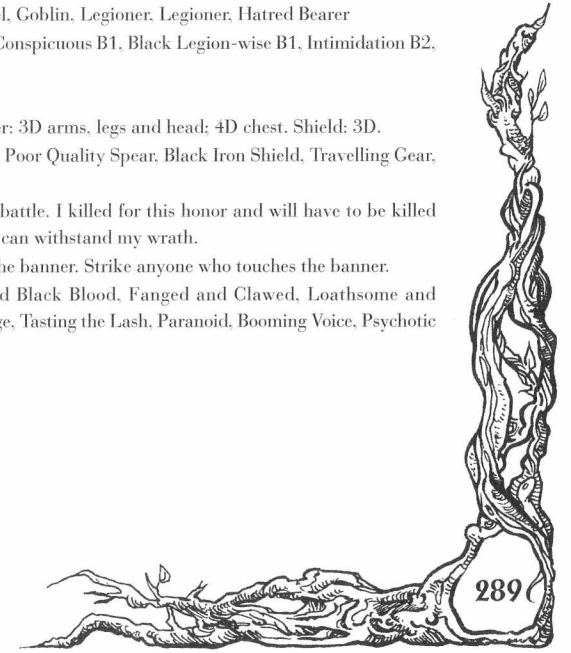 Goblin, Legioner, Legioner, Hatred Bearer
Conspicuous B1, Black Legion-wise B1, Intimidation B2,
3D arms, legs and head; 4D chest. Shield: 3D.
Poor Quality Spear, Black Iron Shield, Travelling Gear,
battle. I killed for this honor and will have to be killed
can withstand my wrath.
the banner. Strike anyone who touches the banner.
Black Blood, Fanged and Clawed, Loathsome and
Tasting the Lash, Paranoid, Booming Voice, Psychotic
289